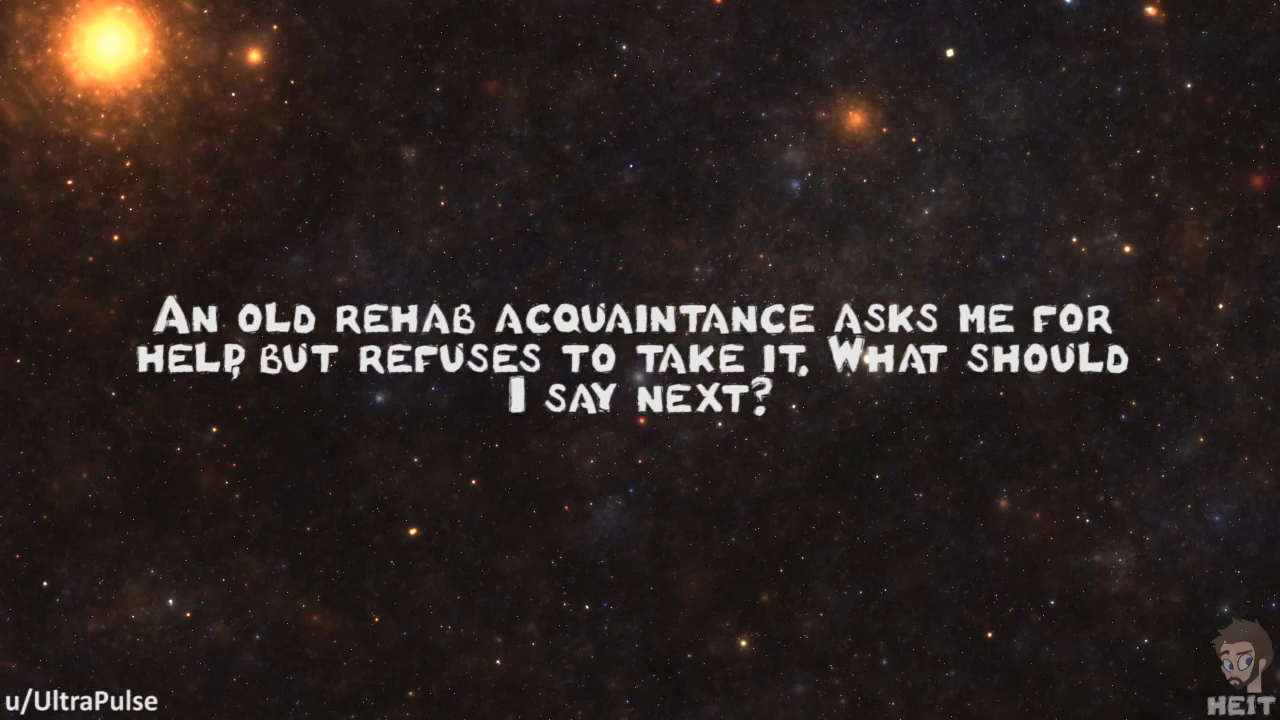 An old rehab acquaintance asks me for
help, but refuses to take it. What should
I say next?
u/UltraPulse
HEIT